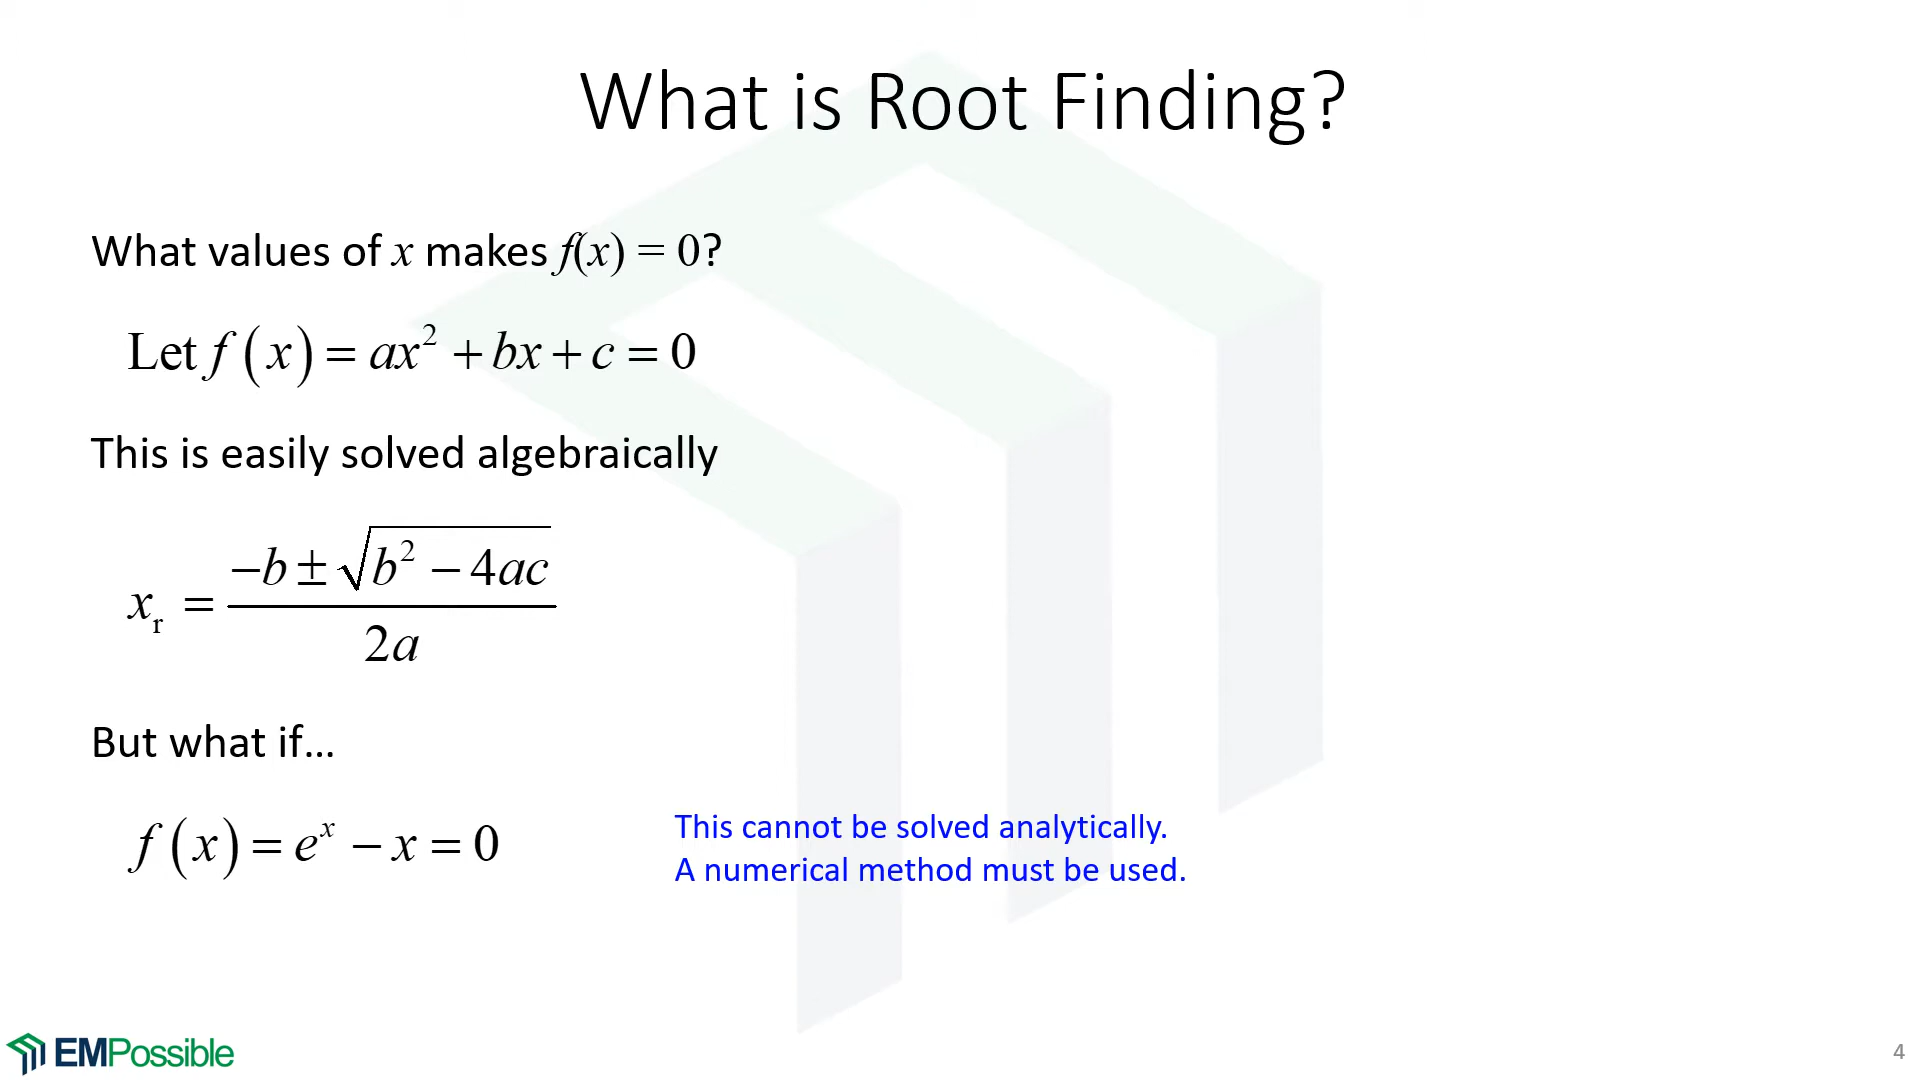 What is Root Finding?
What values of x makes f(x) = 0?
Let f(x) = ax² + bx + c = 0
This is easily solved algebraically
xᵣ = (−b ± √(b² − 4ac)) / 2a
But what if…
f(x) = eˣ − x = 0
This cannot be solved analytically.
A numerical method must be used.
EMPossible
4